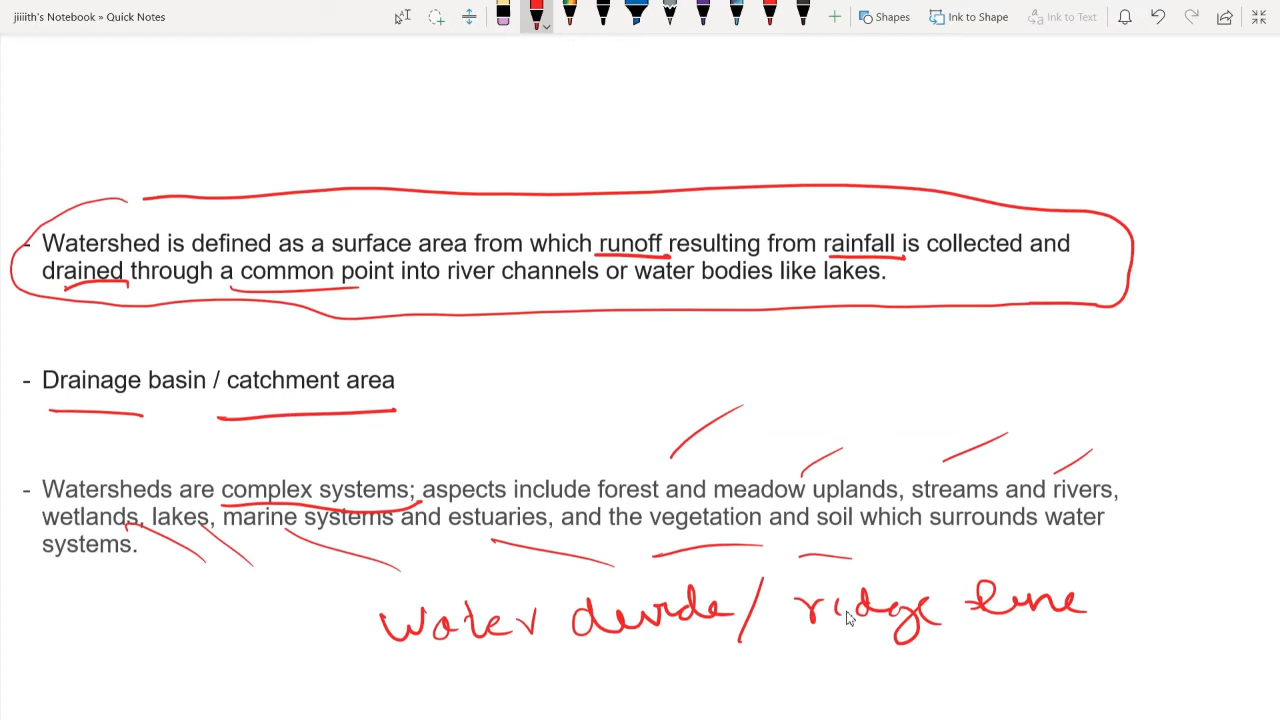 jiiiith's Notebook » Quick Notes
Shapes Ink to Shape Ink to Text
- Watershed is defined as a surface area from which runoff resulting from rainfall is collected and
drained through a common point into river channels or water bodies like lakes.
- Drainage basin / catchment area
- Watersheds are complex systems; aspects include forest and meadow uplands, streams and rivers,
wetlands, lakes, marine systems and estuaries, and the vegetation and soil which surrounds water
systems.
Water devide / ridge line